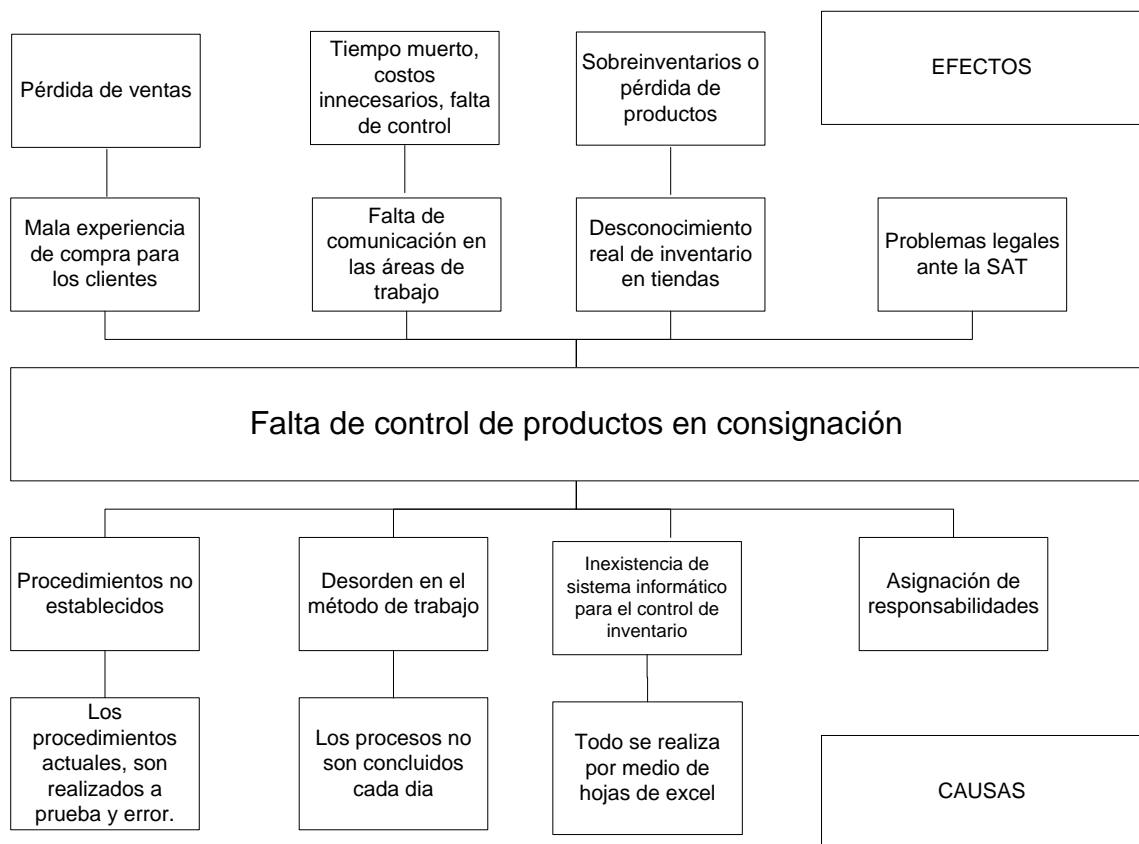 Pérdida de ventas
Tiempo muerto,
costos
innecesarios, falta
de control
Sobreinventarios o
pérdida de
productos
EFECTOS
Mala experiencia
de compra para
los clientes
Falta de
comunicación en
las áreas de
trabajo
Desconocimiento
real de inventario
en tiendas
Problemas legales
ante la SAT
Falta de control de productos en consignación
Procedimientos no
establecidos
Desorden en el
método de trabajo
Inexistencia de
sistema informático
para el control de
inventario
Asignación de
responsabilidades
Los
procedimientos
actuales, son
realizados a
prueba y error.
Los procesos no
son concluidos
cada dia
Todo se realiza
por medio de
hojas de excel
CAUSAS